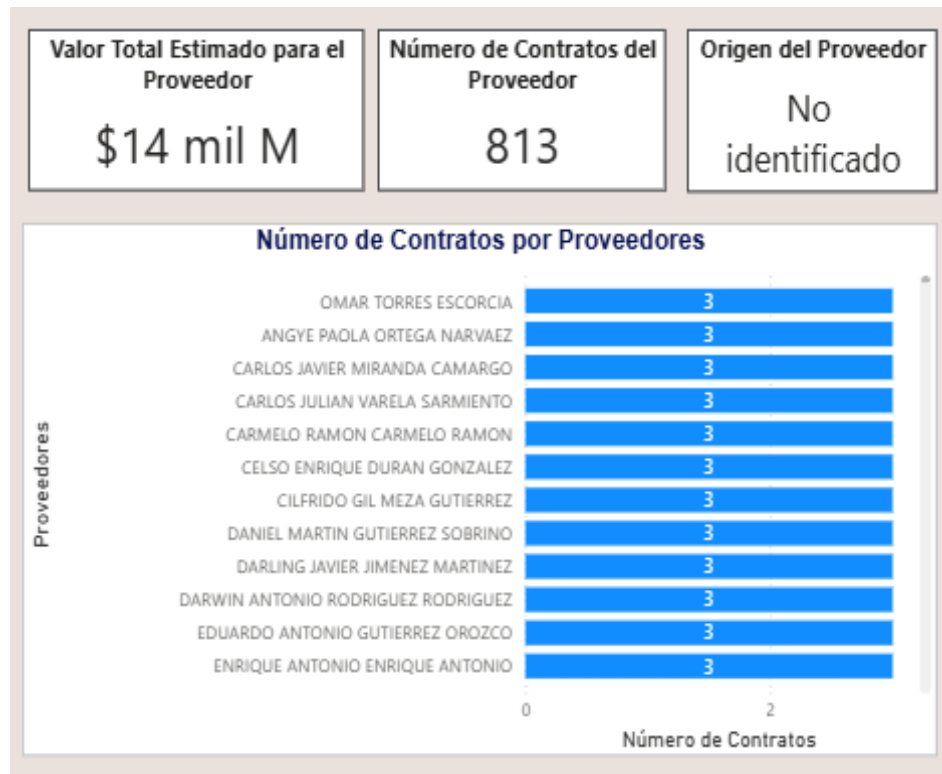 Valor Total Estimado para el
Proveedor
$14 mil M
Número de Contratos del
Proveedor
813
Origen del Proveedor
No
identificado
Número de Contratos por Proveedores
Proveedores
OMAR TORRES ESCORCIA 3
ANGYE PAOLA ORTEGA NARVAEZ 3
CARLOS JAVIER MIRANDA CAMARGO 3
CARLOS JULIAN VARELA SARMIENTO 3
CARMELO RAMON CARMELO RAMON 3
CELSO ENRIQUE DURAN GONZALEZ 3
CILFRIDO GIL MEZA GUTIERREZ 3
DANIEL MARTIN GUTIERREZ SOBRINO 3
DARLING JAVIER JIMENEZ MARTINEZ 3
DARWIN ANTONIO RODRIGUEZ RODRIGUEZ 3
EDUARDO ANTONIO GUTIERREZ OROZCO 3
ENRIQUE ANTONIO ENRIQUE ANTONIO 3
0 2
Número de Contratos